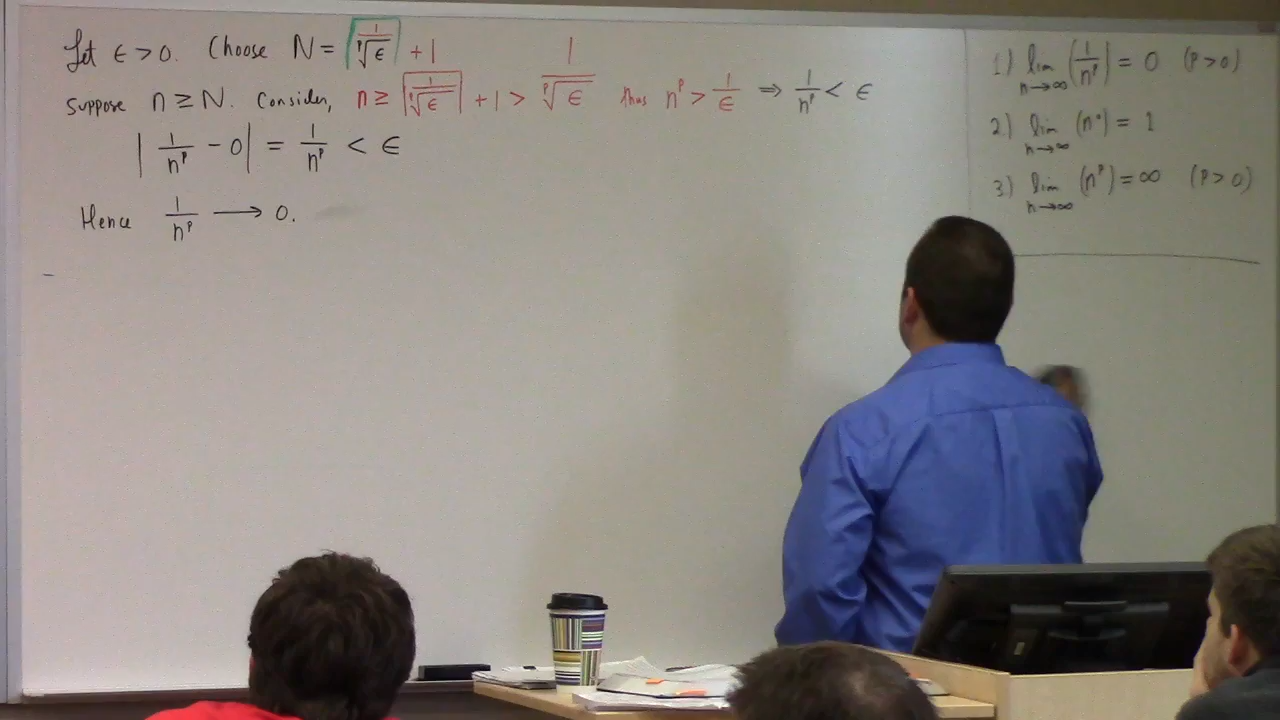 Let ϵ > 0. Choose N = ⌈1/ᵖ√ϵ⌉ + 1
Suppose n ≥ N. Consider, n ≥ ⌈1/ᵖ√ϵ⌉ + 1 > 1/ᵖ√ϵ thus nᵖ > 1/ϵ ⇒ 1/nᵖ < ϵ
| 1/nᵖ − 0 | = 1/nᵖ < ϵ
Hence 1/nᵖ ⟶ 0.
1) lim n→∞ (1/nᵖ) = 0 (P > 0)
2) lim n→∞ (n⁰) = 1
3) lim n→∞ (nᵖ) = ∞ (P > 0)